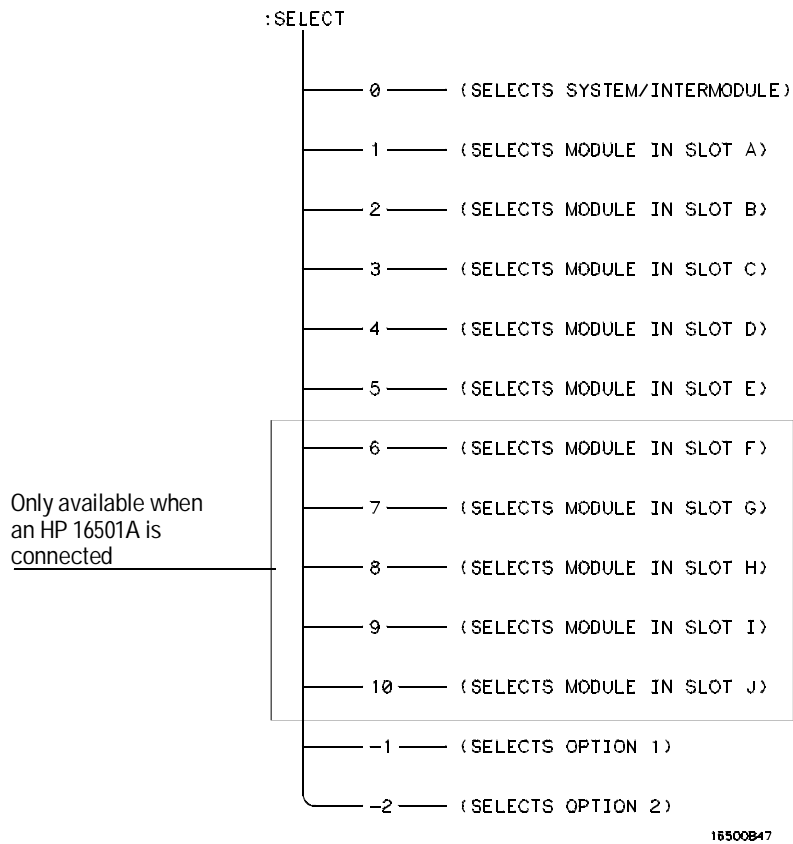 :SELECT
0 (SELECTS SYSTEM/INTERMODULE)
1 (SELECTS MODULE IN SLOT A)
2 (SELECTS MODULE IN SLOT B)
3 (SELECTS MODULE IN SLOT C)
4 (SELECTS MODULE IN SLOT D)
5 (SELECTS MODULE IN SLOT E)
6 (SELECTS MODULE IN SLOT F)
Only available when
an HP 16501A is
connected
7 (SELECTS MODULE IN SLOT G)
8 (SELECTS MODULE IN SLOT H)
9 (SELECTS MODULE IN SLOT I)
10 (SELECTS MODULE IN SLOT J)
-1 (SELECTS OPTION 1)
-2 (SELECTS OPTION 2)
16500B47